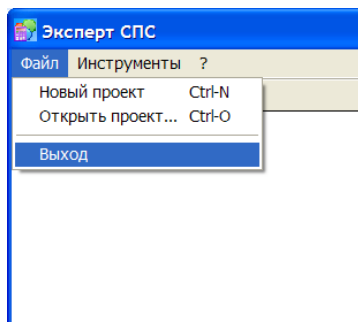 Эксперт СПС
Файл Инструменты ?
Новый проект Ctrl-N
Открыть проект... Ctrl-O
Выход